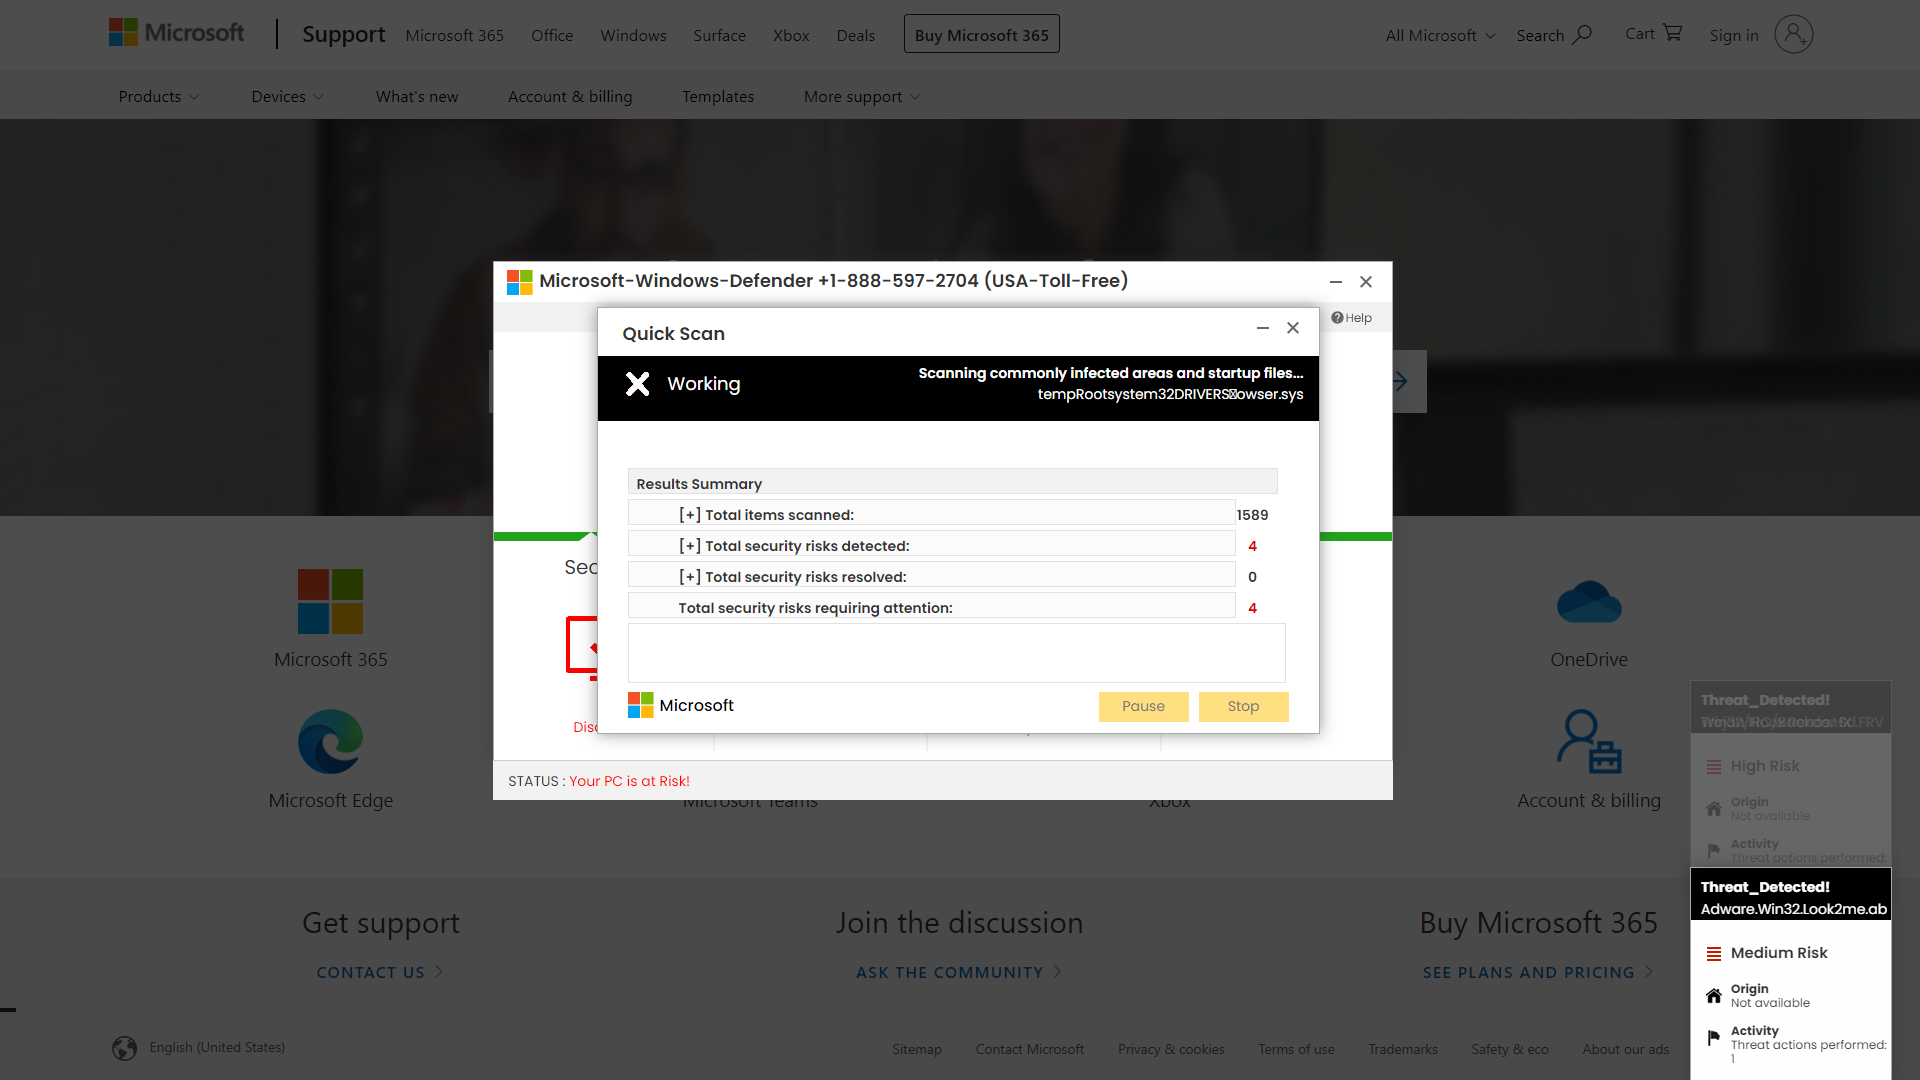 Microsoft
Support
Microsoft 365
Office
Windows
Surface
Xbox
Deals
Buy Microsoft 365
All Microsoft
Search
Cart
Sign in
Products
Devices
What's new
Account & billing
Templates
More support
Microsoft-Windows-Defender +1-888-597-2704 (USA-Toll-Free)
Help
Quick Scan
Working
Scanning commonly infected areas and startup files...
Results Summary
[+] Total items scanned: 1589
[+] Total security risks detected: 4
[+] Total security risks resolved: 0
Total security risks requiring attention: 4
Microsoft
Pause
Stop
STATUS : Your PC is at Risk!
Microsoft 365
OneDrive
Microsoft Edge
Microsoft Teams
Xbox
Account & billing
Threat_Detected!
High Risk
Origin
Not available
Activity
Threat actions performed:
Threat_Detected!
Adware.Win32.Look2me.ab
Medium Risk
Origin
Not available
Activity
Threat actions performed:
1
Get support
CONTACT US
Join the discussion
ASK THE COMMUNITY
Buy Microsoft 365
SEE PLANS AND PRICING
English (United States)
Sitemap
Contact Microsoft
Privacy & cookies
Terms of use
Trademarks
Safety & eco
About our ads